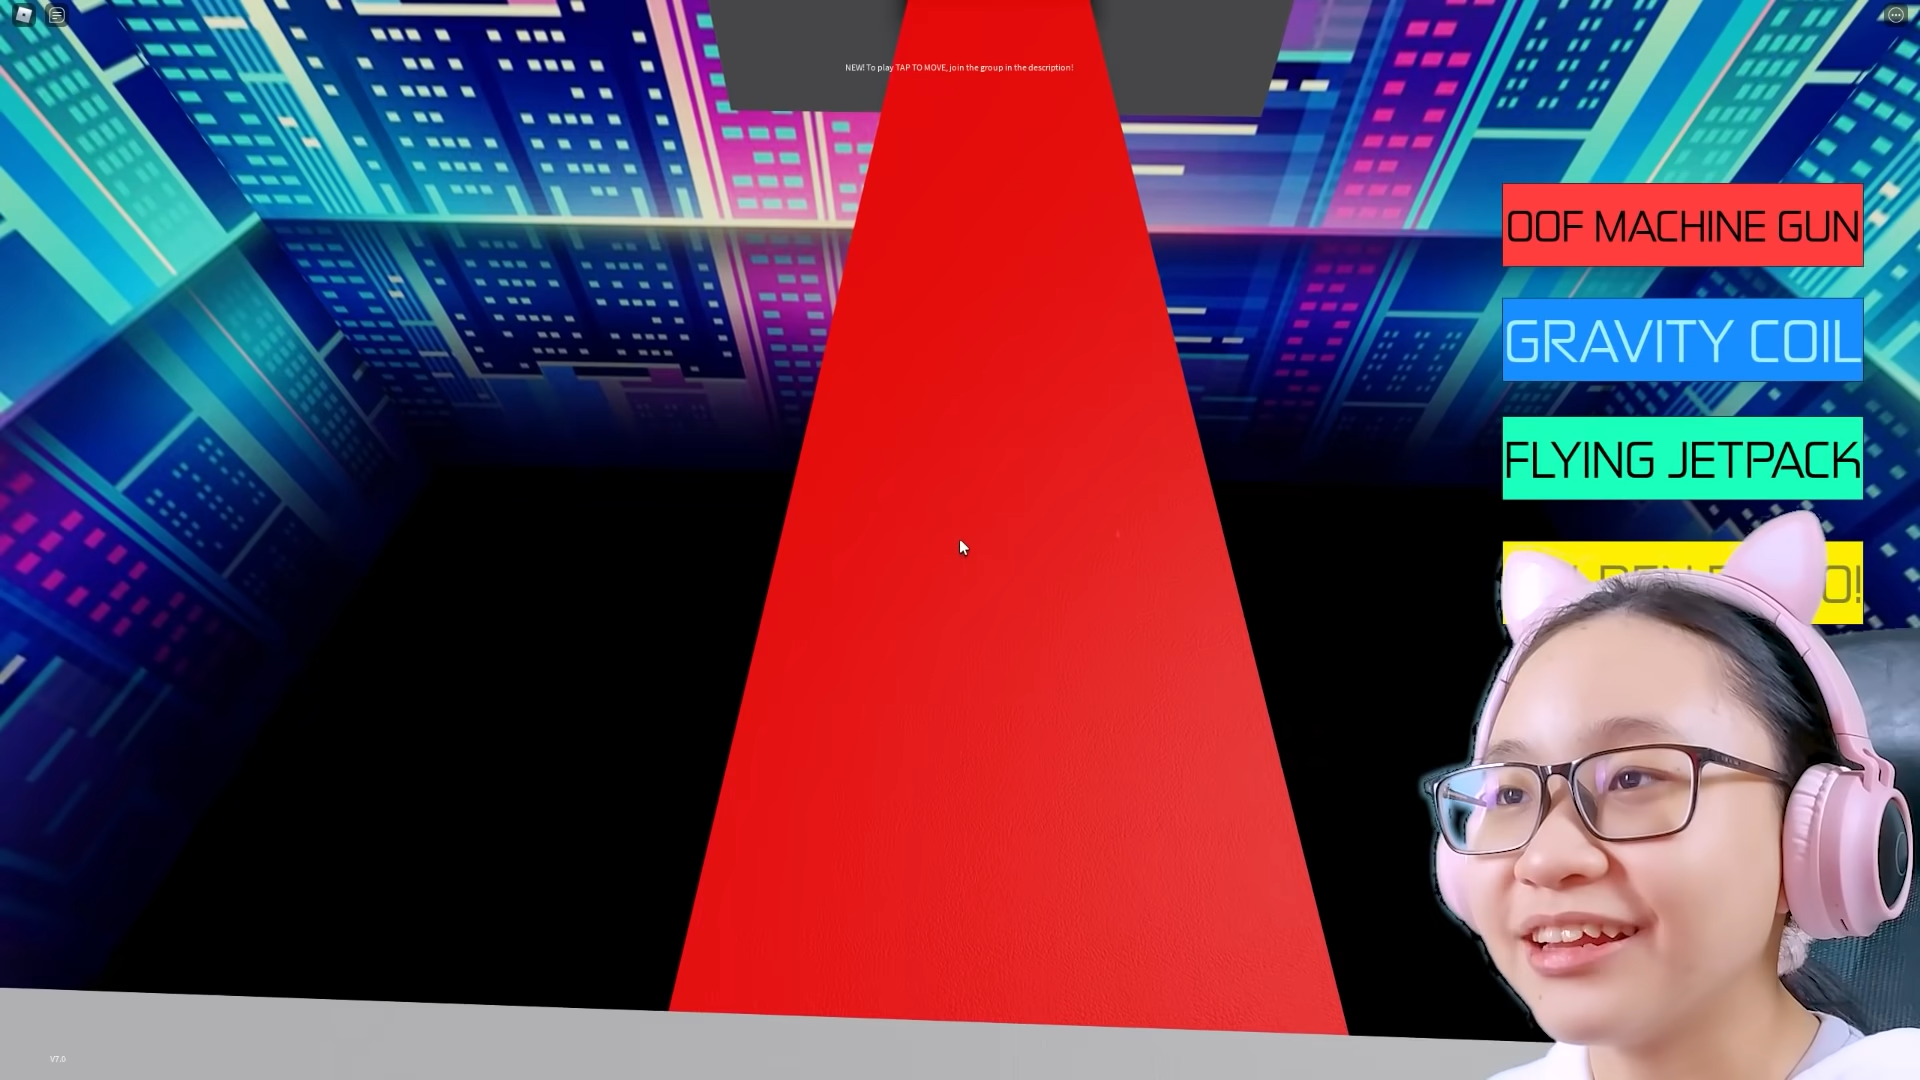 NEW! To play TAP TO MOVE, join the group in the description!
OOF MACHINE GUN
GRAVITY COIL
FLYING JETPACK
V7.0